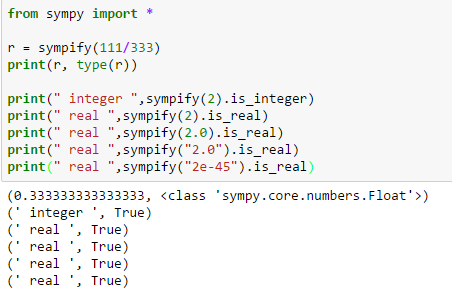 from sympy import *
r = sympify(111/333)
print(r, type(r))
print(" integer ",sympify(2).is_integer)
print(" real ",sympify(2).is_real)
print(" real ",sympify(2.0).is_real)
print(" real ",sympify("2.0").is_real)
print(" real ",sympify("2e-45").is_real)
(0.333333333333333, <class 'sympy.core.numbers.Float'>)
(' integer ', True)
(' real ', True)
(' real ', True)
(' real ', True)
(' real ', True)